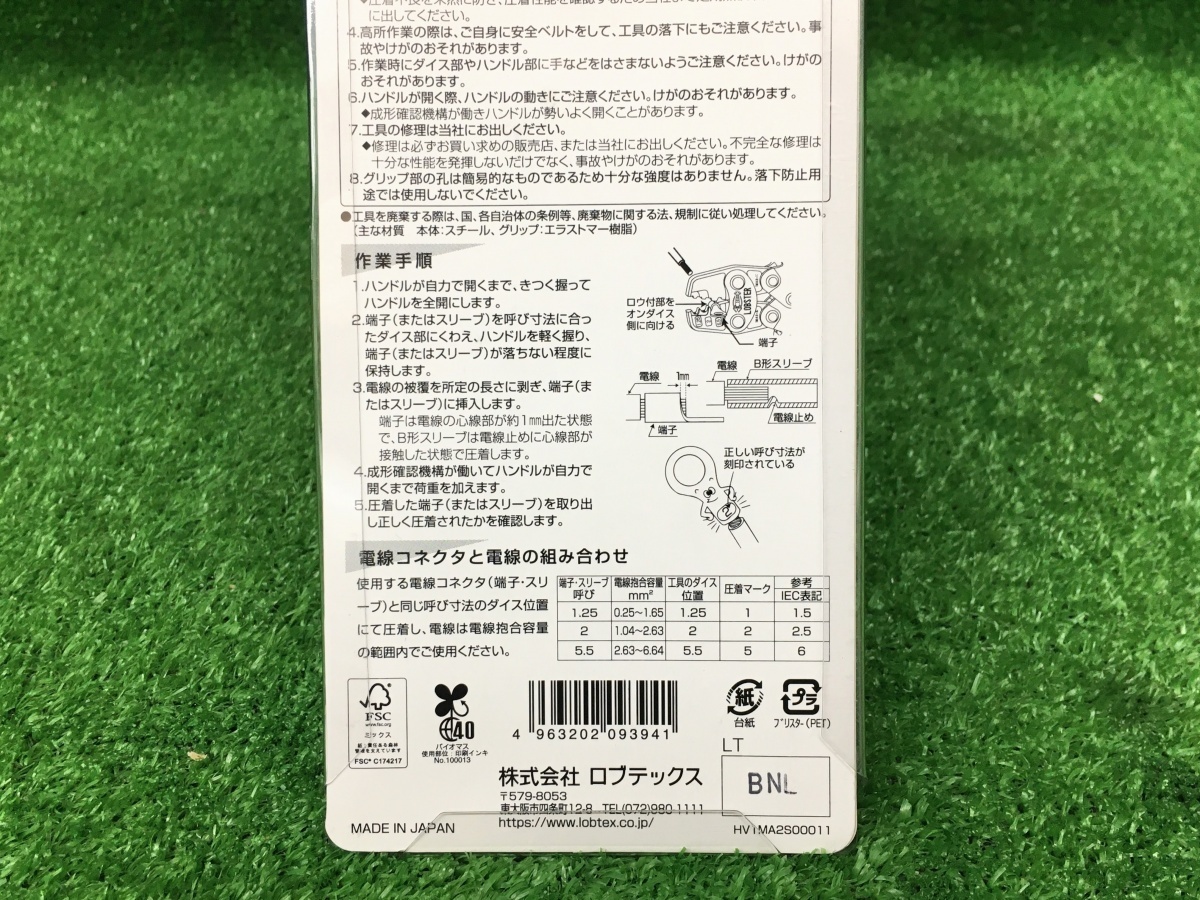 に出してください。
4.高所作業の際は、ご自身に安全ベルトをして、工具の落下にもご注意ください。事
故やけがのおそれがあります。
5.作業時にダイス部やハンドル部に手などをはさまないようご注意ください。けがの
おそれがあります。
6.ハンドルが開く際、ハンドルの動きにご注意ください。けがのおそれがあります。
◆成形確認機構が働きハンドルが勢いよく開くことがあります。
7.工具の修理は当社にお出しください。
◆修理は必ずお買い求めの販売店、または当社にお出しください。不完全な修理は
十分な性能を発揮しないだけでなく、事故やけがのおそれがあります。
8.グリップ部の孔は簡易的なものであるため十分な強度はありません。落下防止用
途では使用しないでください。
●工具を廃棄する際は、国、各自治体の条例等、廃棄物に関する法、規制に従い処理してください。
(主な材質 本体:スチール、グリップ:エラストマー樹脂)
作業手順
1.ハンドルが自力で開くまで、きつく握って
ハンドルを全開にします。
2.端子(またはスリーブ)を呼び寸法に合っ
たダイス部にくわえ、ハンドルを軽く握り、
端子(またはスリーブ)が落ちない程度に
保持します。
3.電線の被覆を所定の長さに剥ぎ、端子(ま
たはスリーブ)に挿入します。
端子は電線の心線部が約1㎜出た状態
で、B形スリーブは電線止めに心線部が
接触した状態で圧着します。
4.成形確認機構が働いてハンドルが自力で
開くまで荷重を加えます。
5.圧着した端子(またはスリーブ)を取り出
し正しく圧着されたかを確認します。
ロウ付部を
オンダイス
側に向ける
LOBSTER
端子
電線
1㎜
端子
電線
B形スリーブ
電線止め
正しい呼び寸法が
刻印されている
2
電線コネクタと電線の組み合わせ
使用する電線コネクタ(端子・スリ
ーブ)と同じ呼び寸法のダイス位置
にて圧着し、電線は電線抱合容量
の範囲内でご使用ください。
端子・スリーブ呼び 電線抱合容量mm² 工具のダイス位置 圧着マーク 参考IEC表記
1.25 0.25~1.65 1.25 1 1.5
2 1.04~2.63 2 2 2.5
5.5 2.63~6.64 5.5 5 6
FSC
www.fsc.org
ミックス
紙|責任ある森林
管理を支えています
FSC® C174217
40
バイオマス
使用部位:印刷インキ
No.100013
4 963202 093941
紙
台紙
プラ
ブリスター(PET)
株式会社 ロブテックス
〒579-8053
東大阪市四条町12-8 TEL(072)980 1111
https://www.lobtex.co.jp/
LT
BNL
MADE IN JAPAN
HV1MA2S00011